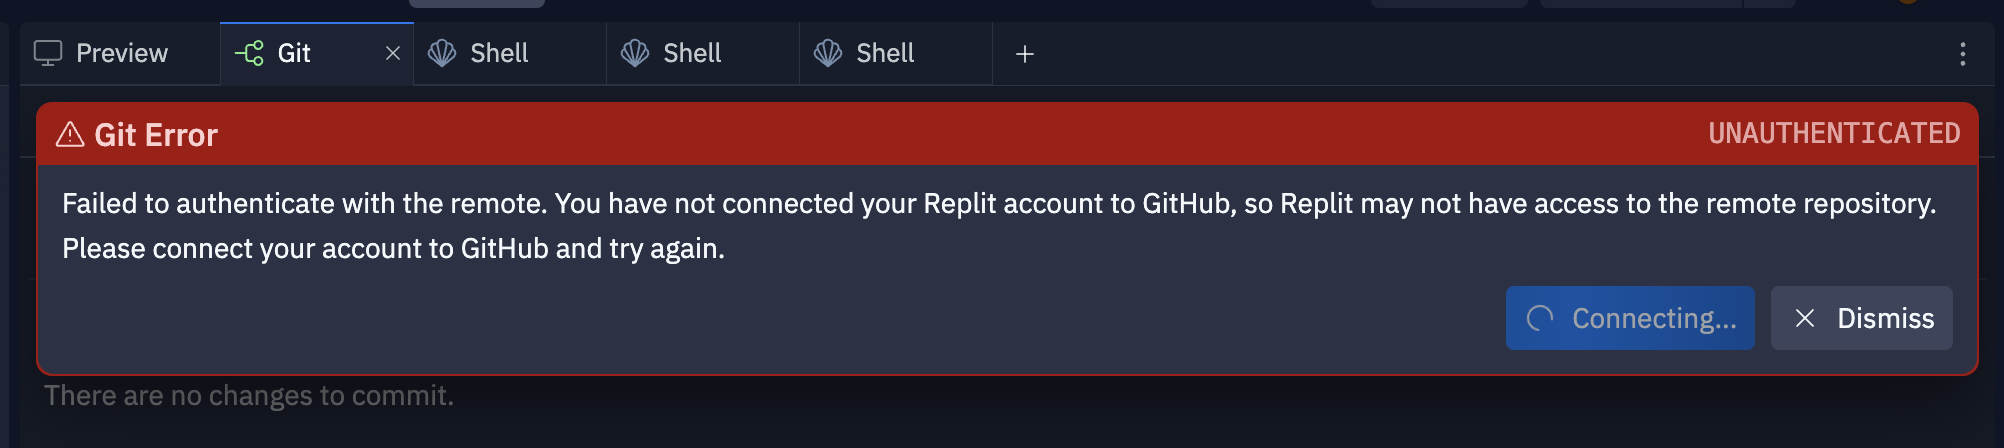 Preview Git Shell Shell Shell
Git Error UNAUTHENTICATED
Failed to authenticate with the remote. You have not connected your Replit account to GitHub, so Replit may not have access to the remote repository.
Please connect your account to GitHub and try again.
Connecting... Dismiss
There are no changes to commit.